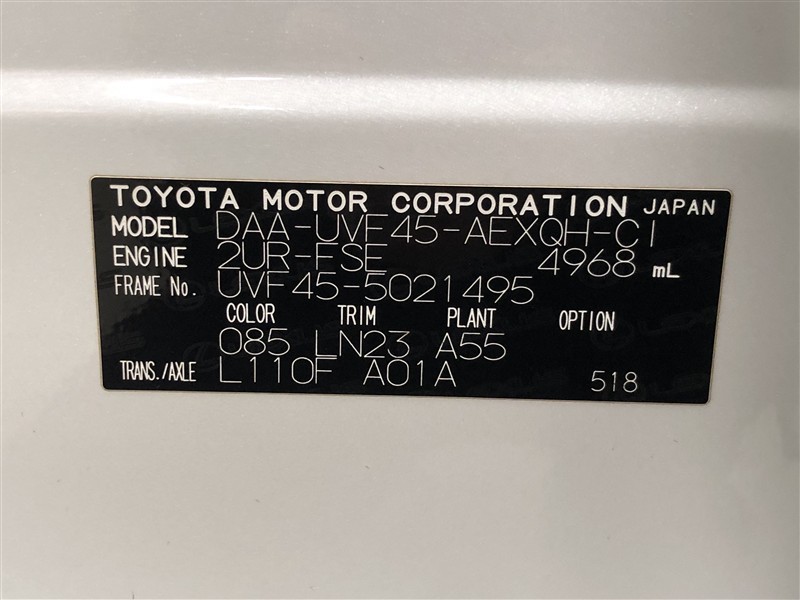 TOYOTA MOTOR CORPORATION JAPAN
MODEL DAA-UVF45-AEXQH-C1
ENGINE 2UR-FSE 4968 mL
FRAME No. UVF45-5021495
COLOR TRIM PLANT OPTION
085 LN23 A55
TRANS./AXLE L110F A01A 518